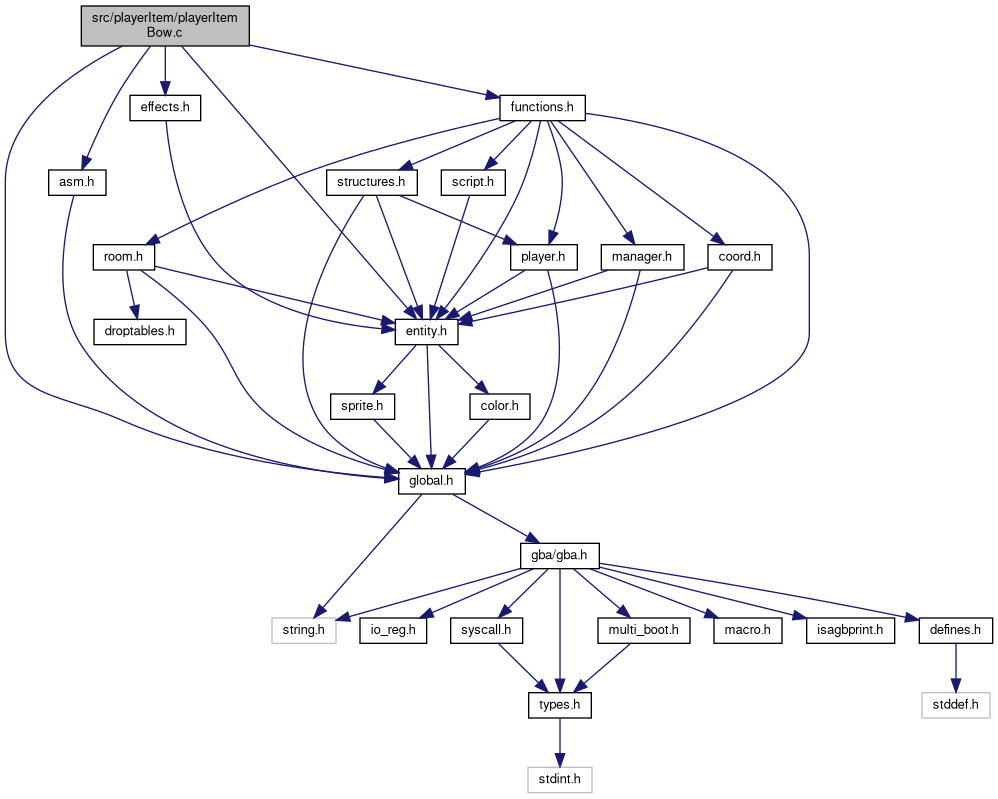 src/playerItem/playerItem
Bow.c
effects.h
functions.h
asm.h
structures.h
script.h
room.h
player.h
manager.h
coord.h
droptables.h
entity.h
sprite.h
color.h
global.h
gba/gba.h
string.h
io_reg.h
syscall.h
multi_boot.h
macro.h
isagbprint.h
defines.h
types.h
stddef.h
stdint.h